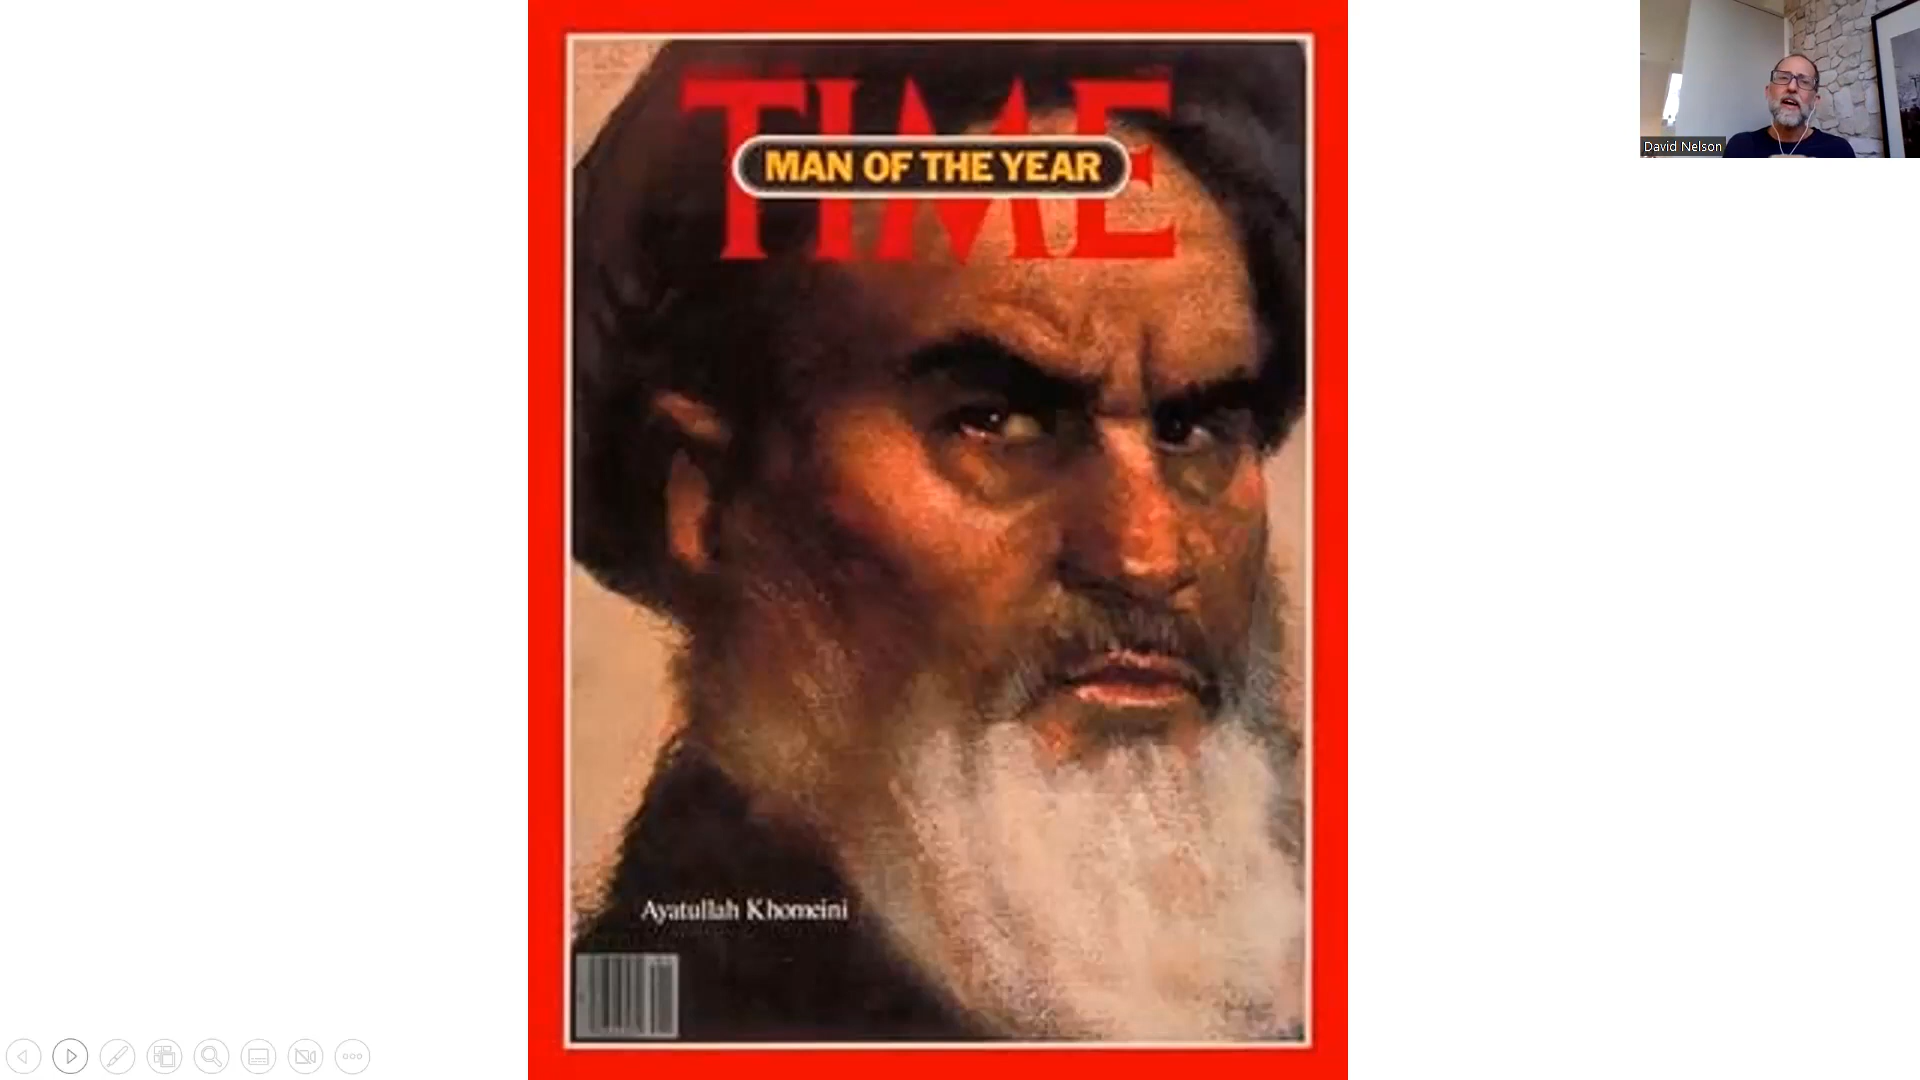 TIME
MAN OF THE YEAR
Ayatullah Khomeini
David Nelson